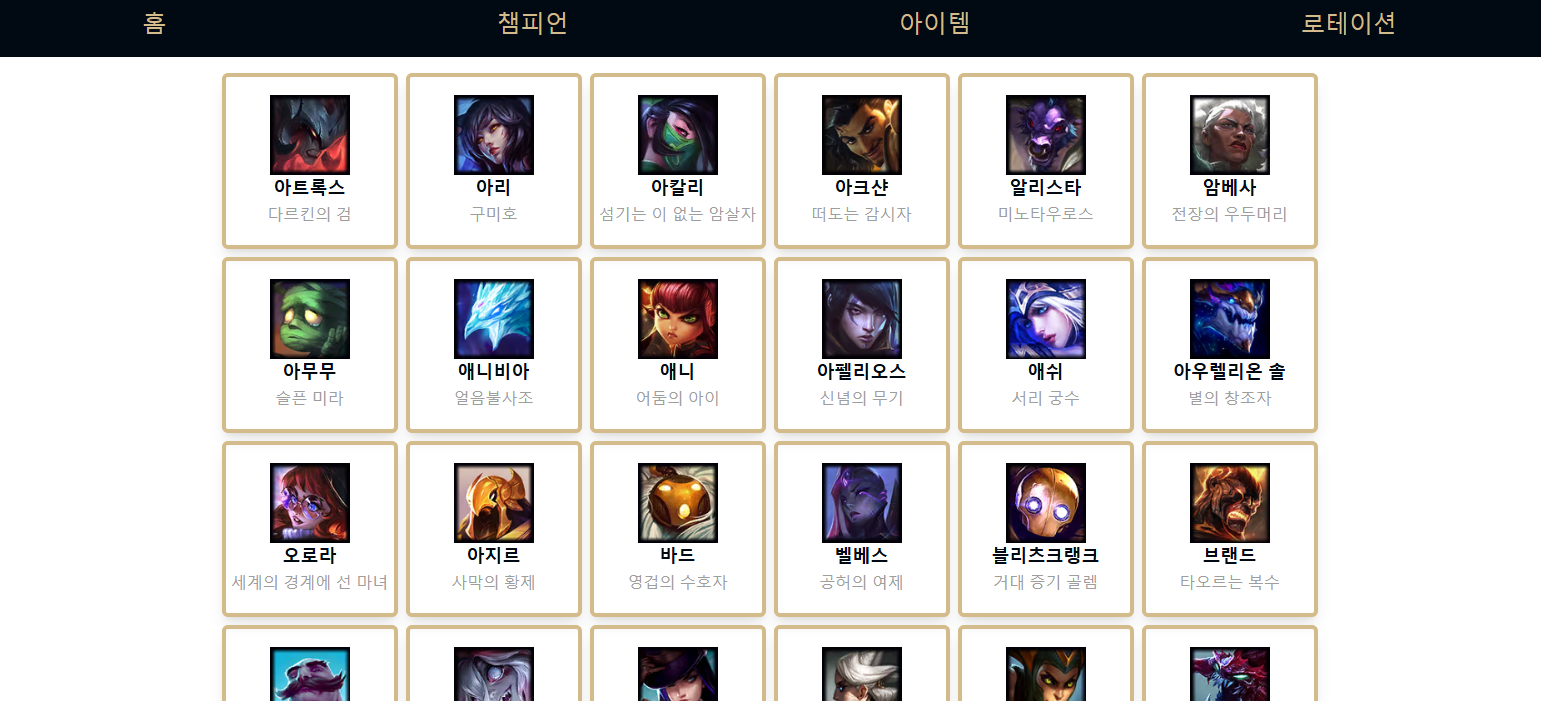 홈
챔피언
아이템
로테이션
아트록스
다르킨의 검
아리
구미호
아칼리
섬기는 이 없는 암살자
아크샨
떠도는 감시자
알리스타
미노타우로스
암베사
전장의 우두머리
아무무
슬픈 미라
애니비아
얼음불사조
애니
어둠의 아이
아펠리오스
신념의 무기
애쉬
서리 궁수
아우렐리온 솔
별의 창조자
오로라
세계의 경계에 선 마녀
아지르
사막의 황제
바드
영겁의 수호자
벨베스
공허의 여제
블리츠크랭크
거대 증기 골렘
브랜드
타오르는 복수